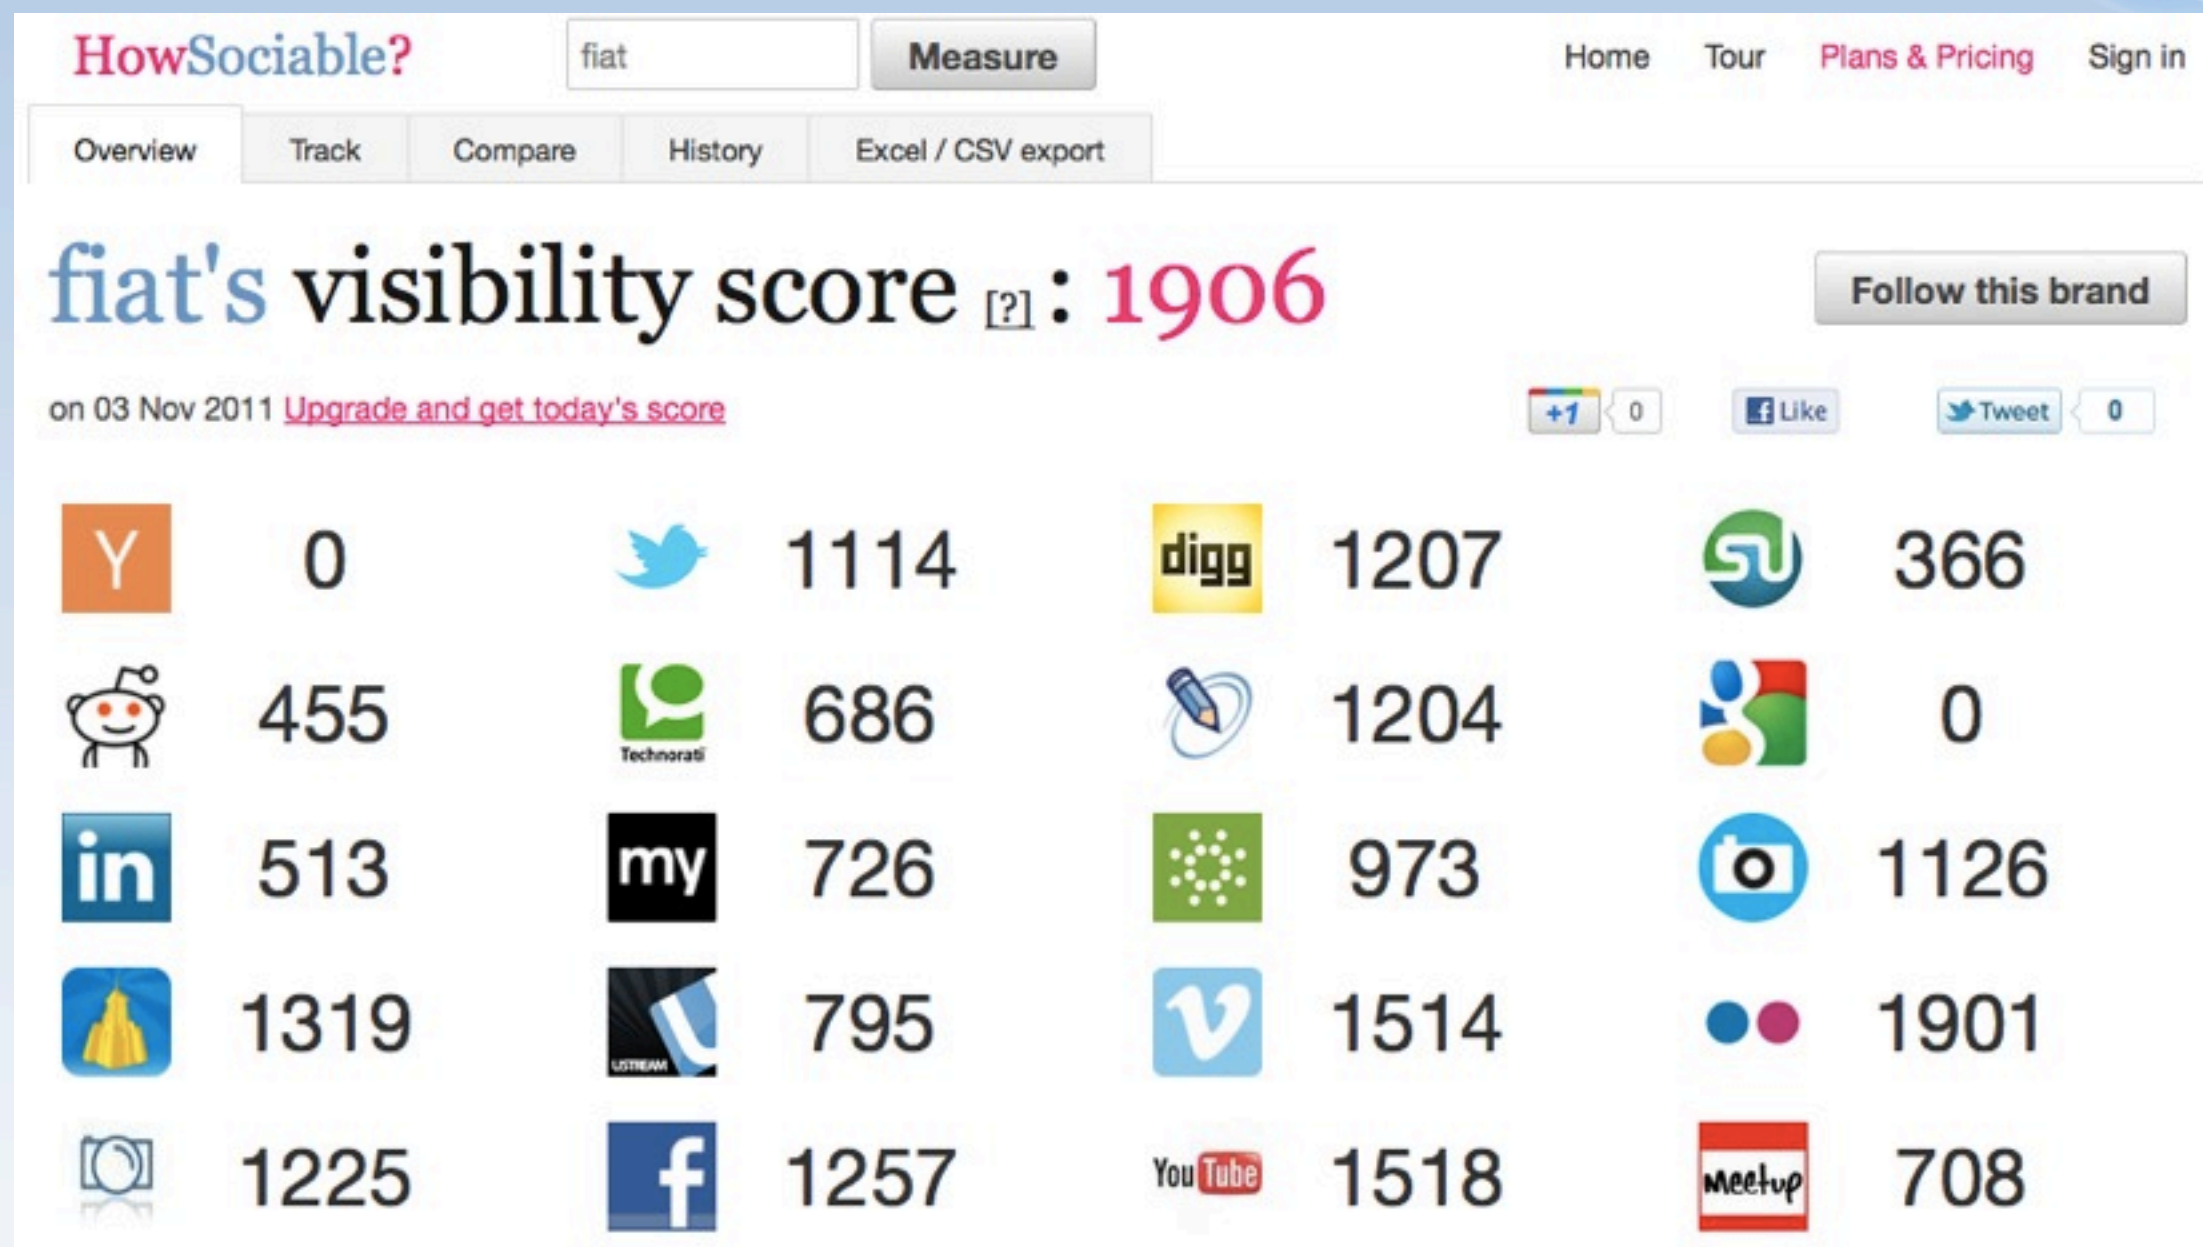 HowSociable? fiat Measure Home Tour Plans & Pricing Sign in
Overview Track Compare History Excel / CSV export
fiat's visibility score [?] : 1906 Follow this brand
on 03 Nov 2011 Upgrade and get today's score +1 0 f Like Tweet 0
Y 0 1114 digg 1207 SU 366
455 Technorati 686 1204 g 0
in 513 my 726 973 1126
1319 USTREAM 795 v 1514 1901
1225 f 1257 YouTube 1518 Meetup 708